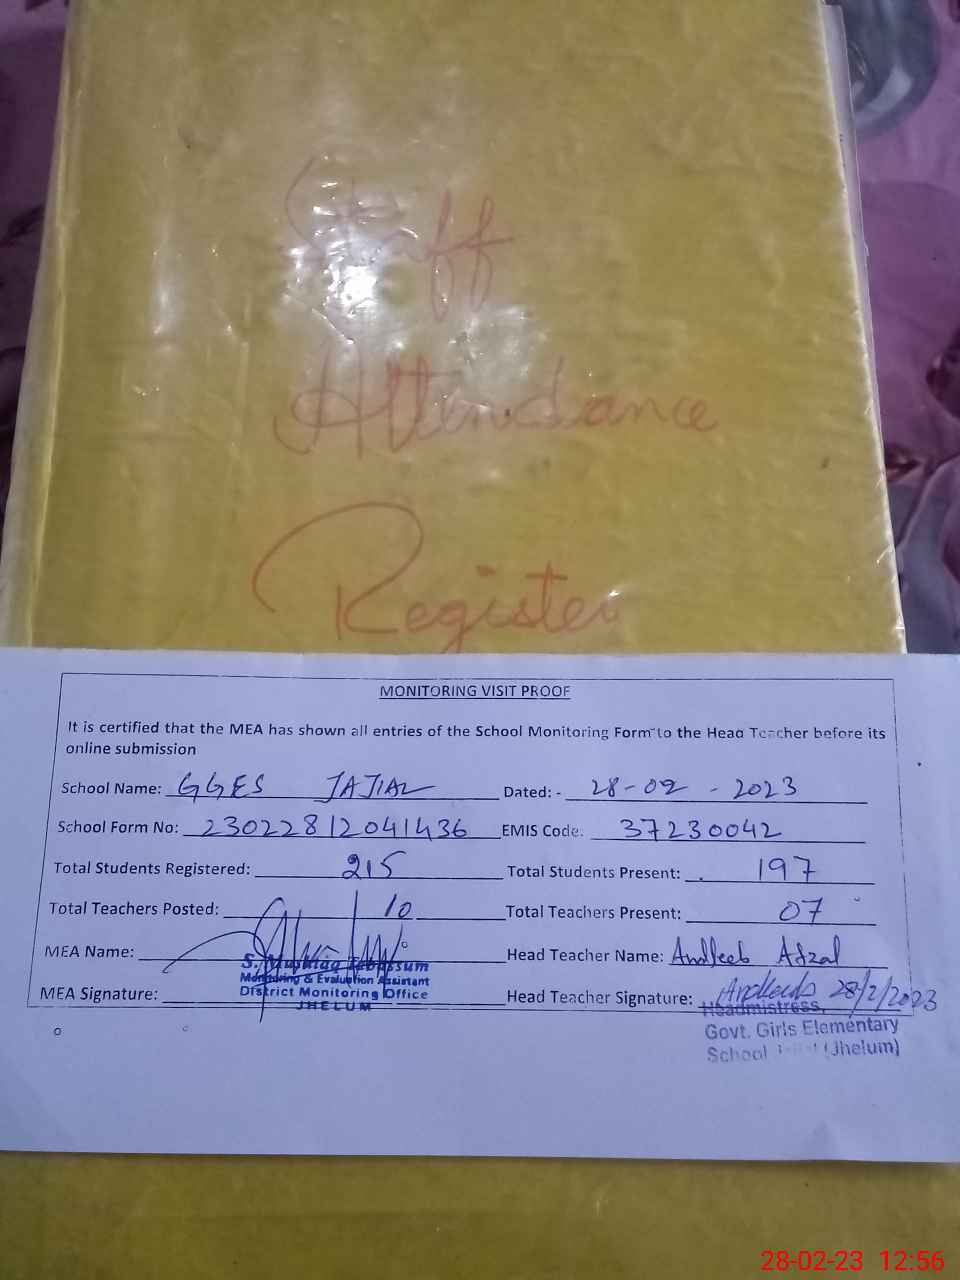 Staff
Attendance
Register
MONITORING VISIT PROOF
It is certified that the MEA has shown all entries of the School Monitoring Form to the Head Teacher before its
online submission
School Name: GGES JAJIAL Dated: - 28-02-2023
School Form No: 23022812041436 EMIS Code: 37230042
Total Students Registered: 215 Total Students Present: 197
Total Teachers Posted: 10 Total Teachers Present: 07
MEA Name: Head Teacher Name: Andleeb Afzal
S. Mushtaq Tabassum
Monitoring & Evaluation Assistant
District Monitoring Office
JHELUM
MEA Signature: Head Teacher Signature: Andleeb 28/2/2023
Headmistress,
Govt. Girls Elementary
School (Jhelum)
28-02-23 12:56